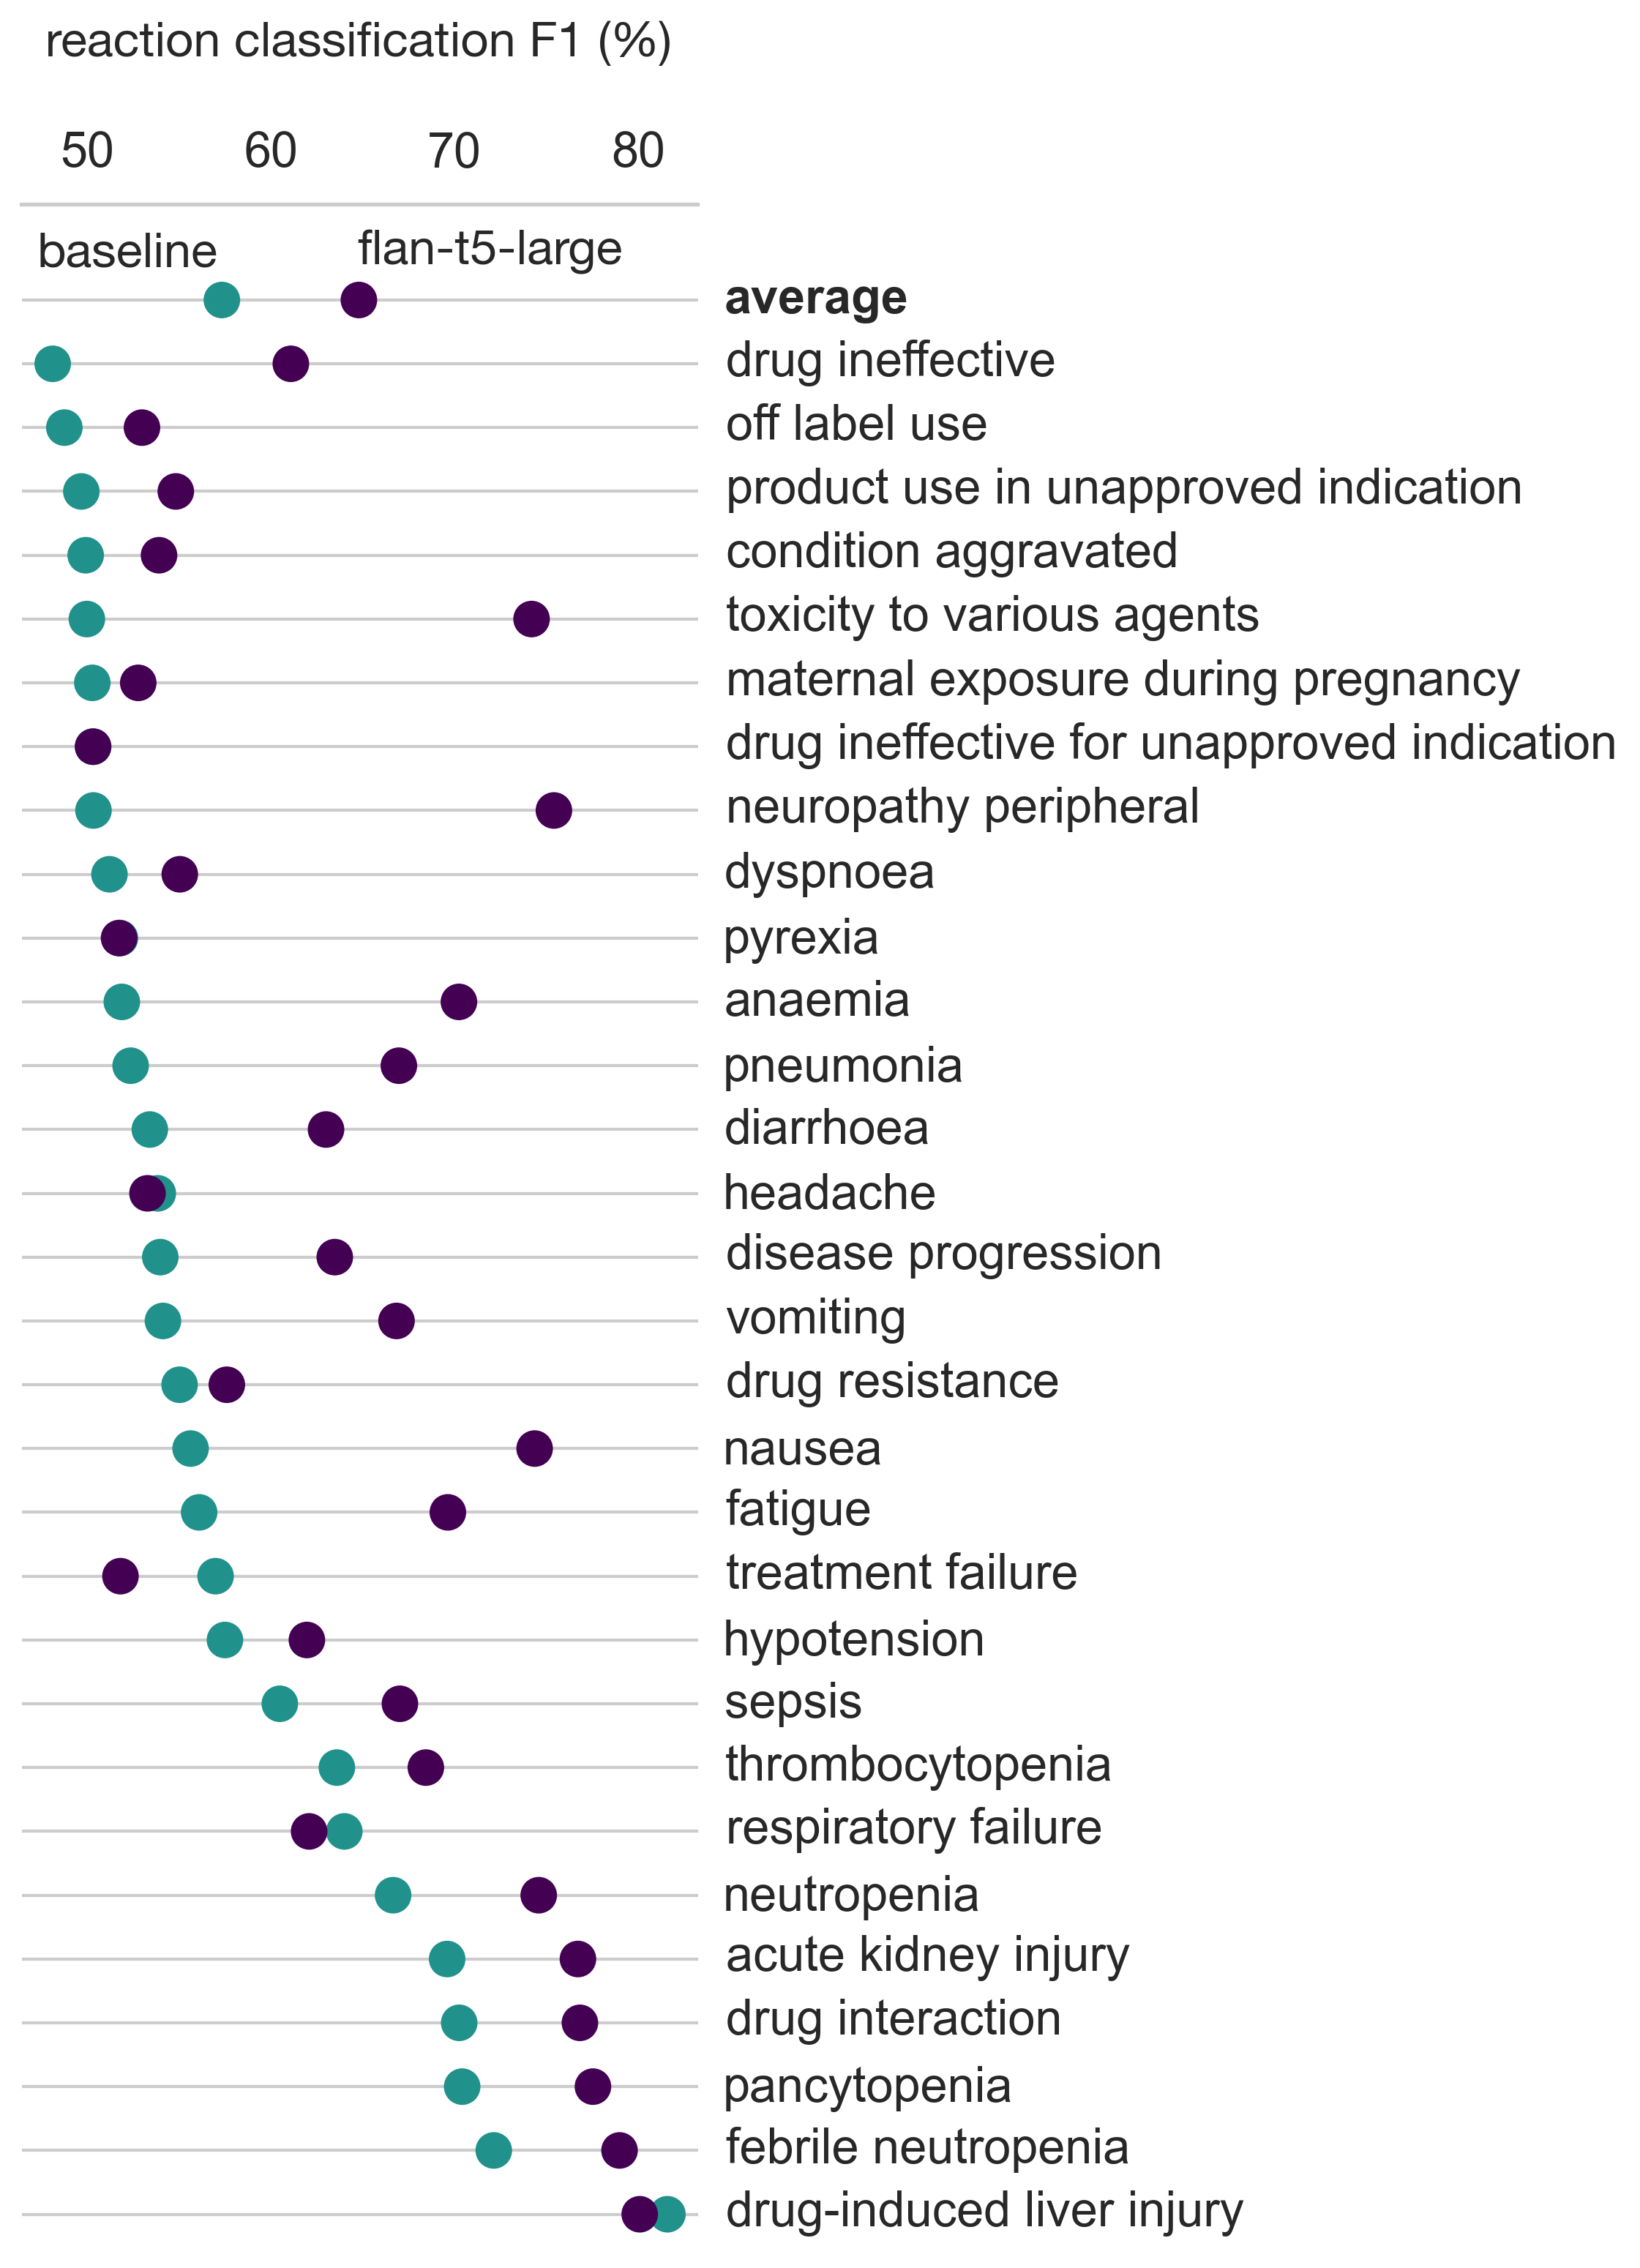 reaction classification F1 (%)
50 60 70 80
baseline flan-t5-large
average
drug ineffective
off label use
product use in unapproved indication
condition aggravated
toxicity to various agents
maternal exposure during pregnancy
drug ineffective for unapproved indication
neuropathy peripheral
dyspnoea
pyrexia
anaemia
pneumonia
diarrhoea
headache
disease progression
vomiting
drug resistance
nausea
fatigue
treatment failure
hypotension
sepsis
thrombocytopenia
respiratory failure
neutropenia
acute kidney injury
drug interaction
pancytopenia
febrile neutropenia
drug-induced liver injury